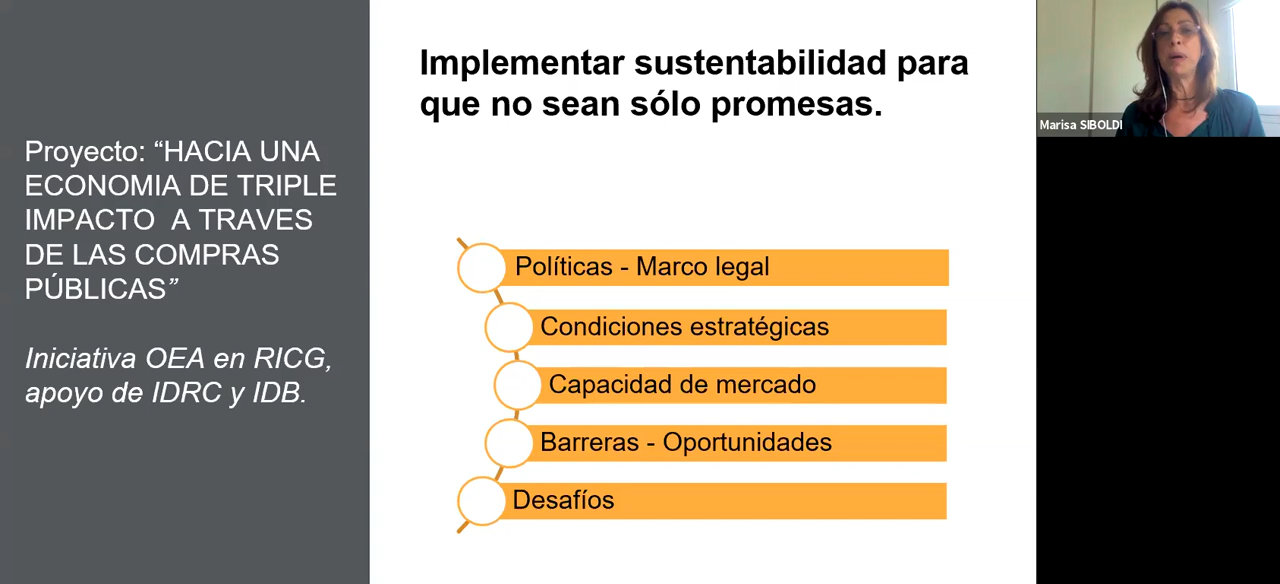 Proyecto: “HACIA UNA
ECONOMIA DE TRIPLE
IMPACTO  A TRAVES
DE LAS COMPRAS
PÚBLICAS”
Iniciativa OEA en RICG,
apoyo de IDRC y IDB.
Implementar sustentabilidad para
que no sean sólo promesas.
Políticas - Marco legal
Condiciones estratégicas
Capacidad de mercado
Barreras - Oportunidades
Desafíos
Marisa SIBOLDI